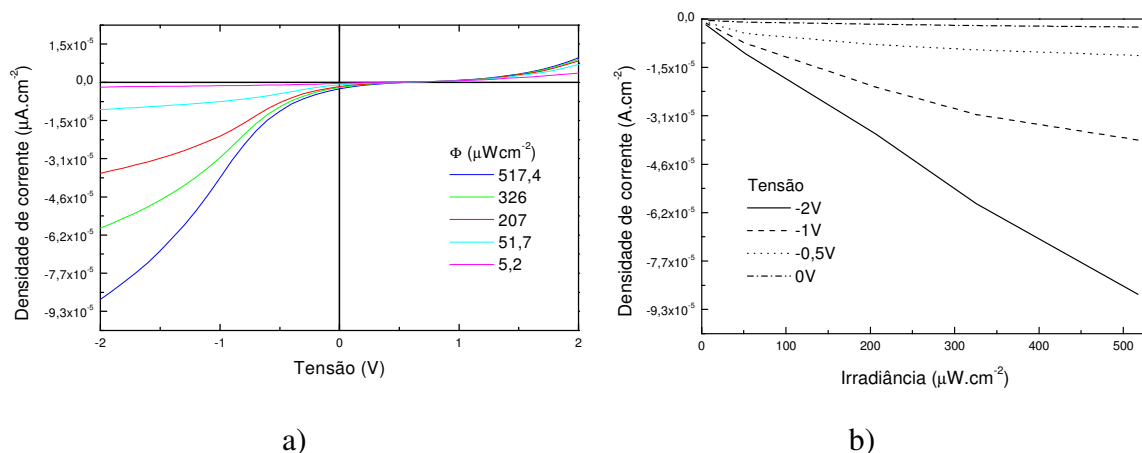 1,5x10-5
0,0
-1,5x10-5
-3,1x10-5
-4,6x10-5
-6,2x10-5
-7,7x10-5
-9,3x10-5
Densidade de corrente (μA.cm-2)
-2 -1 0 1 2
Tensão (V)
Φ (μWcm-2)
517,4
326
207
51,7
5,2
a)
0,0
-1,5x10-5
-3,1x10-5
-4,6x10-5
-6,2x10-5
-7,7x10-5
-9,3x10-5
Densidade de corrente (A.cm-2)
0 100 200 300 400 500
Irradiância (μW.cm-2)
Tensão
-2V
-1V
-0,5V
0V
b)